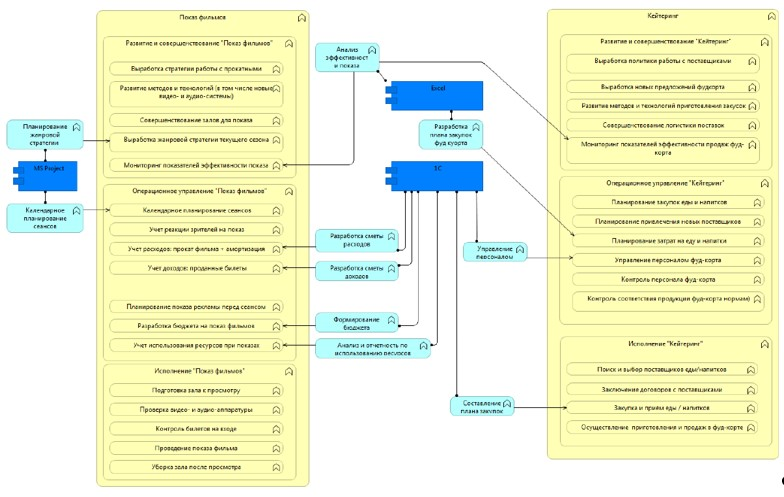 Показ фильмов
Развитие и совершенствование "Показ фильмов"
Выработка стратегии работы с прокатными
Развитие методов и технологий (в том числе новые
видео- и аудио-системы)
Совершенствование залов для показа
Выработка жанровой стратегии текущего сезона
Мониторинг показателей эффективности показа
Операционное управление "Показ фильмов"
Календарное планирование сеансов
Учет реакции зрителей на показ
Учет расходов: прокат фильма + амортизация
Учет доходов: проданные билеты
Планирование показа рекламы перед сеансом
Разработка бюджета на показ фильмов
Учет использования ресурсов при показах
Исполнение "Показ фильмов"
Подготовка зала к просмотру
Проверка видео- и аудио-аппаратуры
Контроль билетов на входе
Проведение показа фильма
Уборка зала после просмотра
Планирование
жанровой
стратегии
MS Project
Календарное
планирование
сеансов
Анализ
эффективност
и показа
Excel
Разработка
плана закупок
фуд куорта
1С
Разработка сметы
расходов
Разработка сметы
доходов
Формирование
бюджета
Анализ и отчетность по
использованию ресурсов
Управление
персоналом
Составление
плана закупок
Кейтеринг
Развитие и совершенствование "Кейтеринг"
Выработка политики работы с поставщиками
Выработка новых предложений фудкорта
Развитие методов и технологий приготовления закусок
Совершенствование логистики поставок
Мониторинг показателей эффективности продаж фуд-
корта
Операционное управление "Кейтеринг"
Планирование закупок еды и напитков
Планирование привлечения новых поставщиков
Планирование затрат на еду и напитки
Управление персоналом фуд-корта
Контроль персонала фуд-корта
Контроль соответствия продукции фуд-корта нормам)
Исполнение "Кейтеринг"
Поиск и выбор поставщиков еды/напитков
Заключения договоров с поставщиками
Закупка и приём еды / напитков
Осуществление приготовления и продаж в фуд-корте